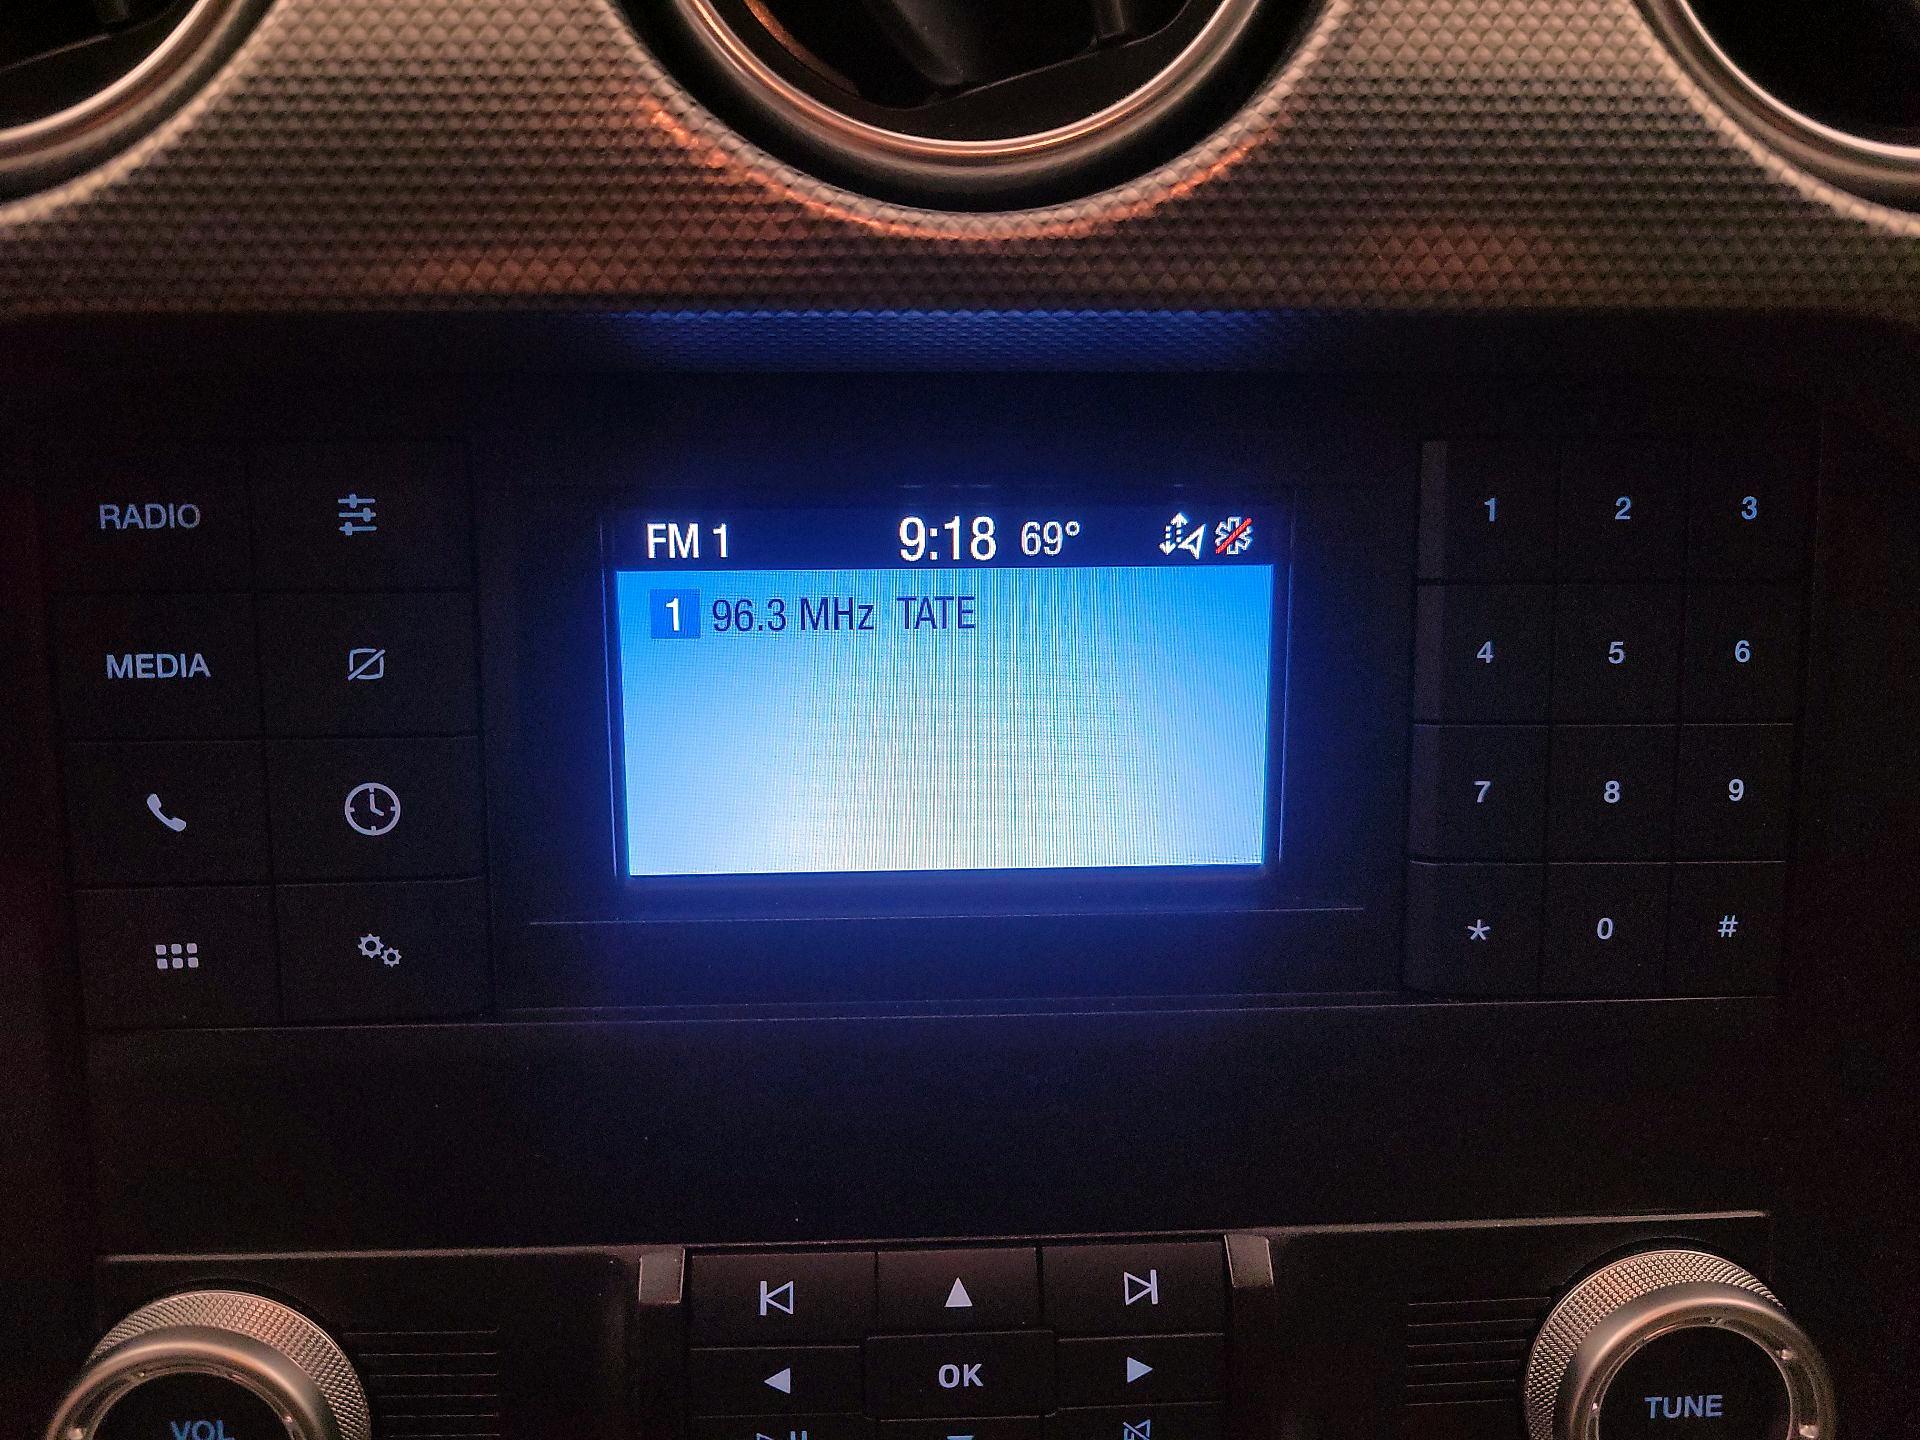 FM 1 9:18 69°
1 96.3 MHz TATE
RADIO
MEDIA
1 2 3
4 5 6
7 8 9
* 0 #
OK
VOL
TUNE